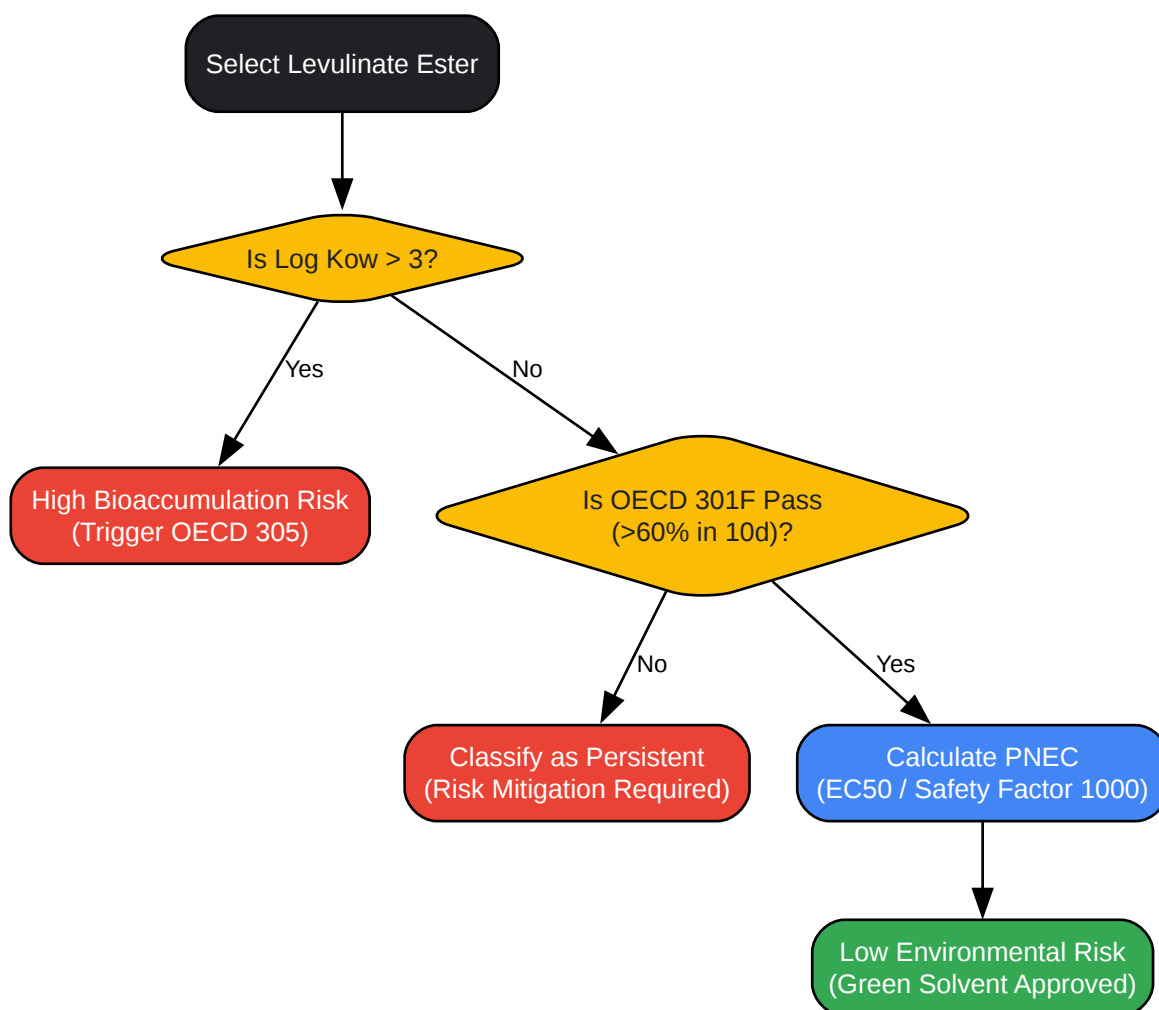 Select Levulinate Ester
Is Log Kow > 3?
Yes
No
High Bioaccumulation Risk
(Trigger OECD 305)
Is OECD 301F Pass
(>60% in 10d)?
No
Yes
Classify as Persistent
(Risk Mitigation Required)
Calculate PNEC
(EC50 / Safety Factor 1000)
Low Environmental Risk
(Green Solvent Approved)